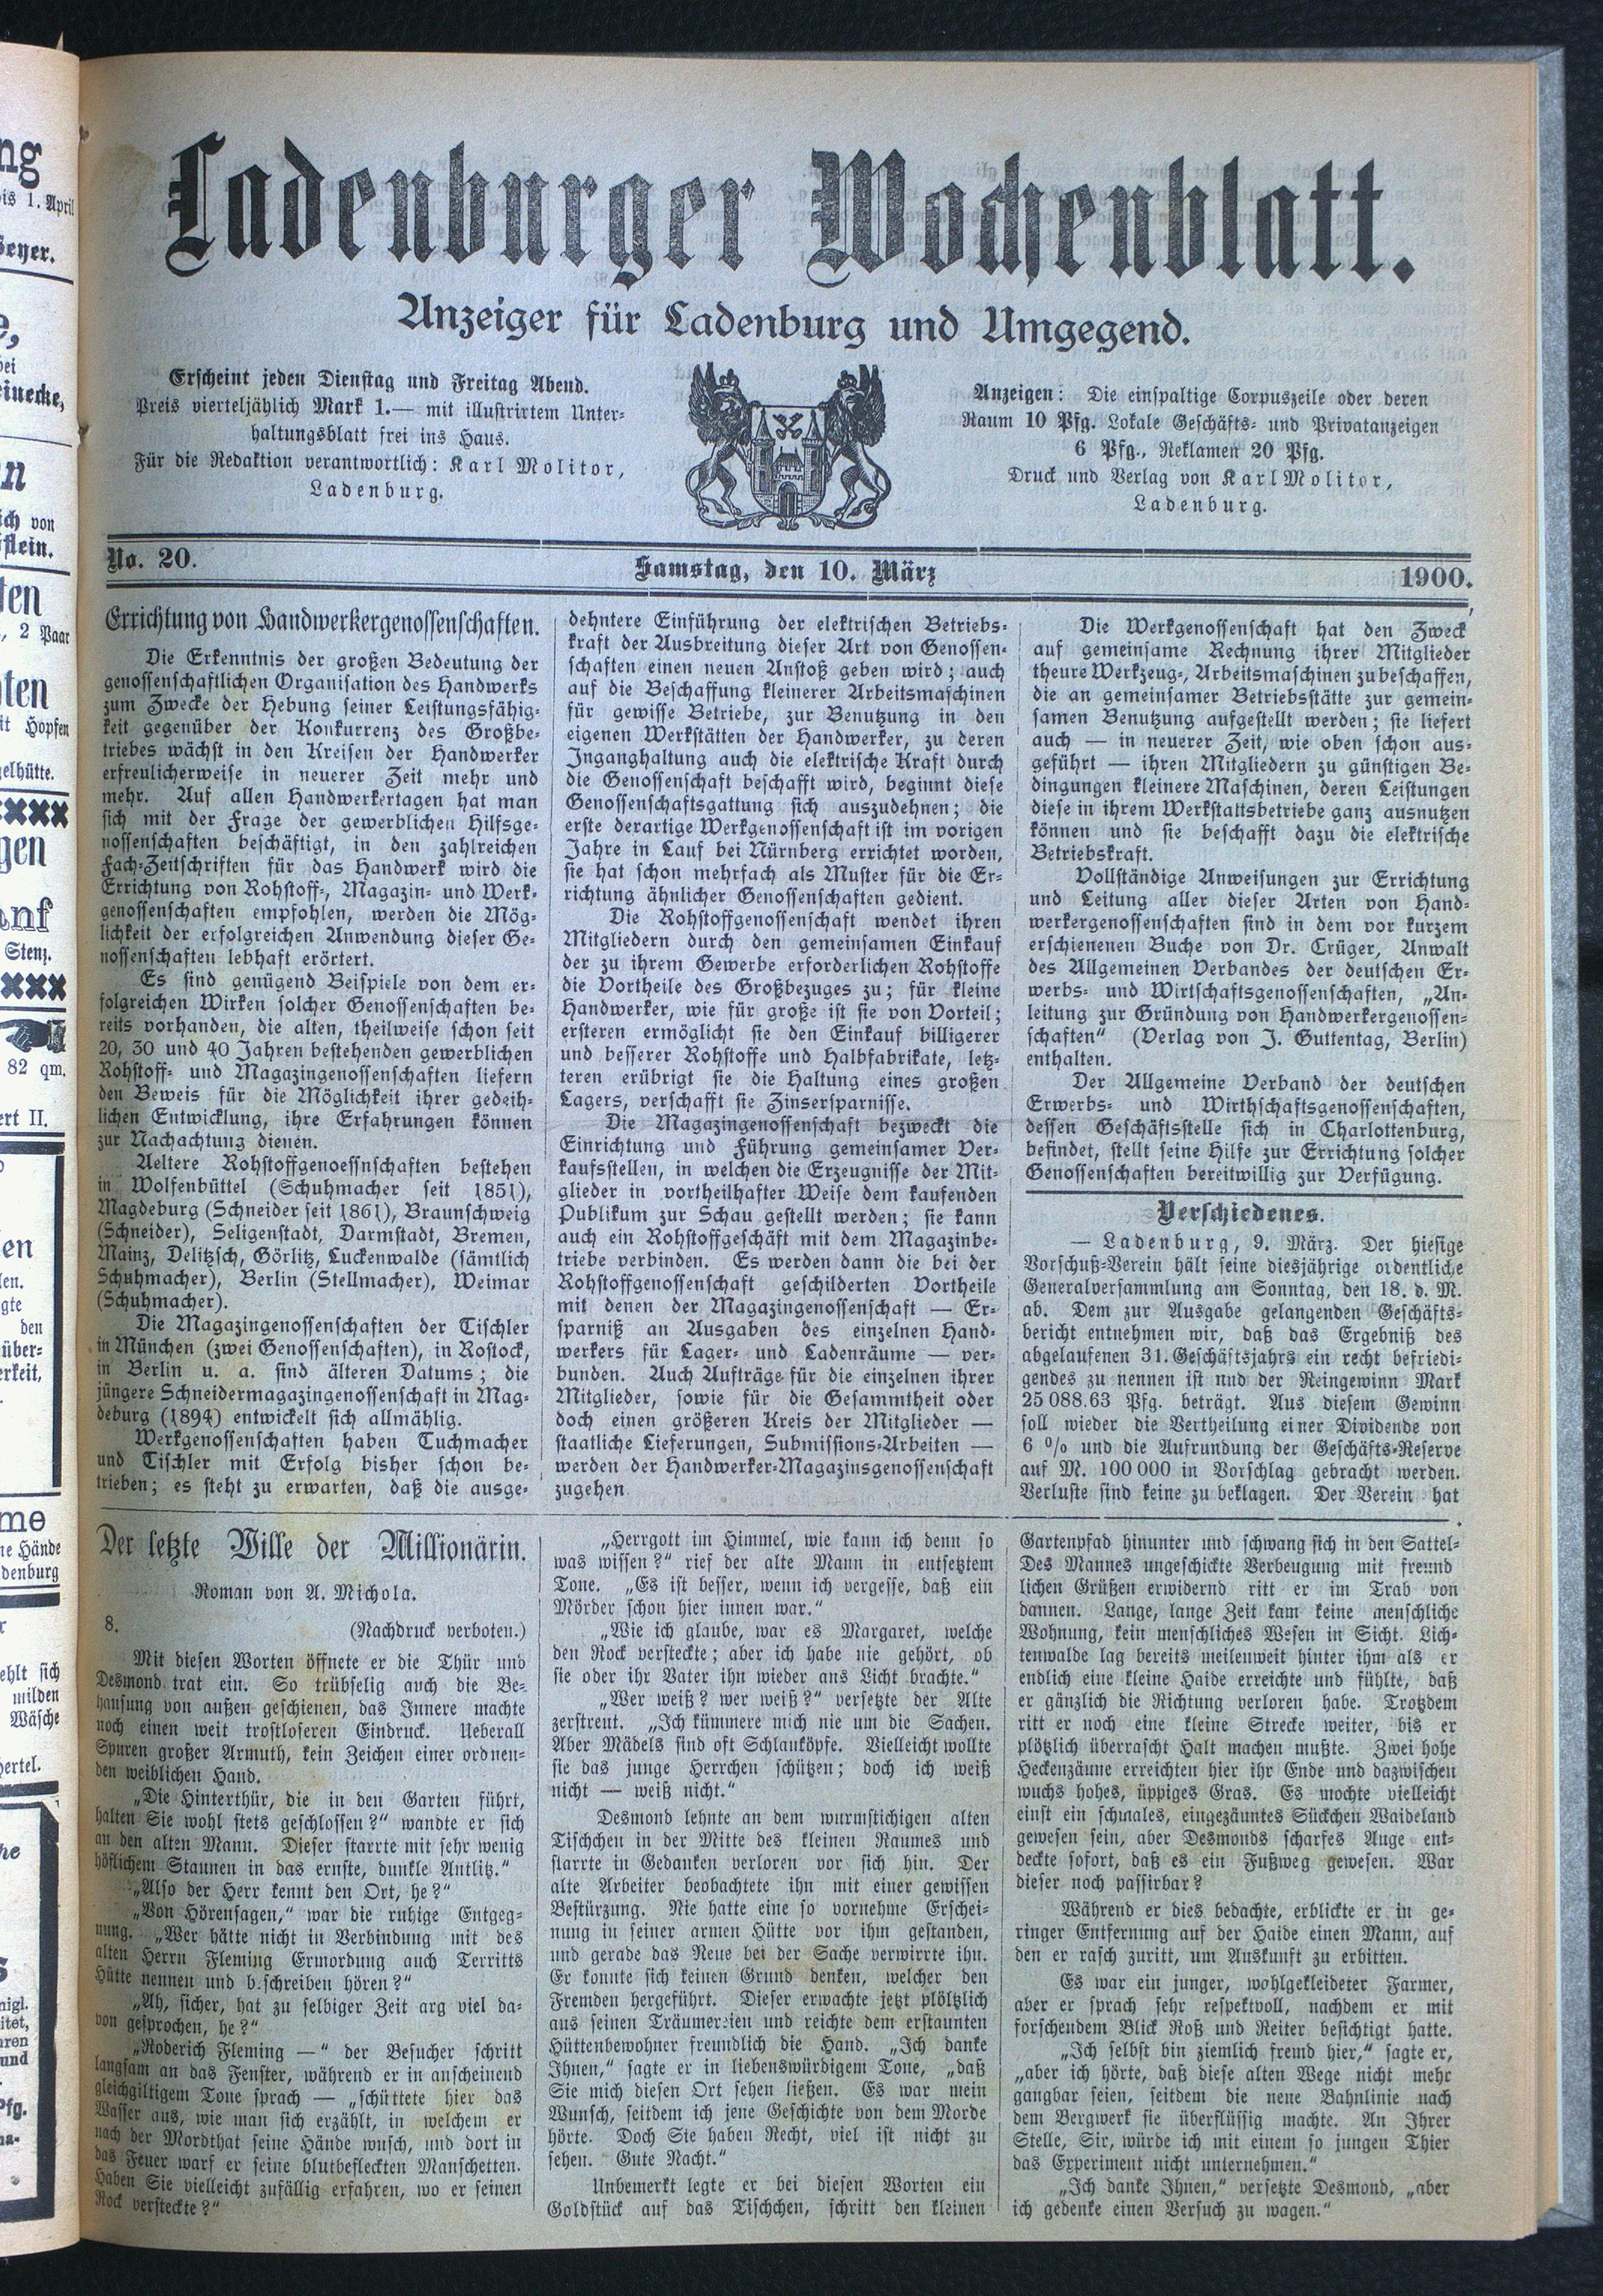 Ladenburger Wochenblatt.
Anzeiger für Ladenburg und Umgegend.
Erscheint jeden Dienstag und Freitag Abend.
Preis vierteljählich Mark 1.— mit illustrirtem Unter-
haltungsblatt frei ins Haus.
Für die Redaktion verantwortlich: Karl Molitor,
Ladenburg.
Anzeigen: Die einspaltige Corpuszeile oder deren
Raum 10 Pfg. Lokale Geschäfts- und Privatanzeigen
6 Pfg., Reklamen 20 Pfg.
Druck und Verlag von Karl Molitor,
Ladenburg.
No. 20.
Samstag, den 10. März
1900.
Errichtung von Handwerkergenossenschaften.
Die Erkenntnis der großen Bedeutung der
genossenschaftlichen Organisation des Handwerks
zum Zwecke der Hebung seiner Leistungsfähig-
keit gegenüber der Konkurrenz des Großbe-
triebes wächst in den Kreisen der Handwerker
erfreulicherweise in neuerer Zeit mehr und
mehr. Auf allen Handwerkertagen hat man
sich mit der Frage der gewerblichen Hilfsge-
nossenschaften beschäftigt, in den zahlreichen
Fach-Zeitschriften für das Handwerk wird die
Errichtung von Rohstoff-, Magazin- und Werk-
genossenschaften empfohlen, werden die Mög-
lichkeit der erfolgreichen Anwendung dieser Ge-
nossenschaften lebhaft erörtert.
Es sind genügend Beispiele von dem er-
folgreichen Wirken solcher Genossenschaften be-
reits vorhanden, die alten, theilweise schon seit
20, 30 und 40 Jahren bestehenden gewerblichen
Rohstoff- und Magazingenossenschaften liefern
den Beweis für die Möglichkeit ihrer gedeih-
lichen Entwicklung, ihre Erfahrungen können
zur Nachachtung dienen.
Aeltere Rohstoffgenoessnschaften bestehen
in Wolfenbüttel (Schuhmacher seit 1851),
Magdeburg (Schneider seit 1861), Braunschweig
(Schneider), Seligenstadt, Darmstadt, Bremen,
Mainz, Delitzsch, Görlitz, Luckenwalde (sämtlich
Schuhmacher), Berlin (Stellmacher), Weimar
(Schuhmacher).
Die Magazingenossenschaften der Tischler
in München (zwei Genossenschaften), in Rostock,
in Berlin u. a. sind älteren Datums; die
jüngere Schneidermagazingenossenschaft in Mag-
deburg (1894) entwickelt sich allmählig.
Werkgenossenschaften haben Tuchmacher
und Tischler mit Erfolg bisher schon be-
trieben; es steht zu erwarten, daß die ausge-
dehntere Einführung der elektrischen Betriebs-
kraft der Ausbreitung dieser Art von Genossen-
schaften einen neuen Anstoß geben wird; auch
auf die Beschaffung kleinerer Arbeitsmaschinen
für gewisse Betriebe, zur Benutzung in den
eigenen Werkstätten der Handwerker, zu deren
Inganghaltung auch die elektrische Kraft durch
die Genossenschaft beschafft wird, beginnt diese
Genossenschaftsgattung sich auszudehnen; die
erste derartige Werkgenossenschaft ist im vorigen
Jahre in Lauf bei Nürnberg errichtet worden,
sie hat schon mehrfach als Muster für die Er-
richtung ähnlicher Genossenschaften gedient.
Die Rohstoffgenossenschaft wendet ihren
Mitgliedern durch den gemeinsamen Einkauf
der zu ihrem Gewerbe erforderlichen Rohstoffe
die Vortheile des Großbezuges zu; für kleine
Handwerker, wie für große ist sie von Vorteil;
ersteren ermöglicht sie den Einkauf billigerer
und besserer Rohstoffe und Halbfabrikate, letz-
teren erübrigt sie die Haltung eines großen
Lagers, verschafft sie Zinsersparnisse.
Die Magazingenossenschaft bezweckt die
Einrichtung und Führung gemeinsamer Ver-
kaufsstellen, in welchen die Erzeugnisse der Mit-
glieder in vortheilhafter Weise dem kaufenden
Publikum zur Schau gestellt werden; sie kann
auch ein Rohstoffgeschäft mit dem Magazinbe-
triebe verbinden. Es werden dann die bei der
Rohstoffgenossenschaft geschilderten Vortheile
mit denen der Magazingenossenschaft — Er-
sparniß an Ausgaben des einzelnen Hand-
werkers für Lager- und Ladenräume — ver-
bunden. Auch Aufträge für die einzelnen ihrer
Mitglieder, sowie für die Gesammtheit oder
doch einen größeren Kreis der Mitglieder —
staatliche Lieferungen, Submissions-Arbeiten —
werden der Handwerker-Magazinsgenossenschaft
zugehen
Die Werkgenossenschaft hat den Zweck
auf gemeinsame Rechnung ihrer Mitglieder
theure Werkzeug-, Arbeitsmaschinen zu beschaffen,
die an gemeinsamer Betriebsstätte zur gemein-
samen Benutzung aufgestellt werden; sie liefert
auch — in neuerer Zeit, wie oben schon aus-
geführt — ihren Mitgliedern zu günstigen Be-
dingungen kleinere Maschinen, deren Leistungen
diese in ihrem Werkstattsbetriebe ganz ausnutzen
können und sie beschafft dazu die elektrische
Betriebskraft.
Vollständige Anweisungen zur Errichtung
und Leitung aller dieser Arten von Hand-
werkergenossenschaften sind in dem vor kurzem
erschienenen Buche von Dr. Crüger, Anwalt
des Allgemeinen Verbandes der deutschen Er-
werbs- und Wirtschaftsgenossenschaften, „An-
leitung zur Gründung von Handwerkergenossen-
schaften“ (Verlag von J. Guttentag, Berlin)
enthalten.
Der Allgemeine Verband der deutschen
Erwerbs- und Wirthschaftsgenossenschaften,
dessen Geschäftsstelle sich in Charlottenburg,
befindet, stellt seine Hilfe zur Errichtung solcher
Genossenschaften bereitwillig zur Verfügung.
Verschiedenes.
— Ladenburg, 9. März. Der hiesige
Vorschuß-Verein hält seine diesjährige ordentliche
Generalversammlung am Sonntag, den 18. d. M.
ab. Dem zur Ausgabe gelangenden Geschäfts-
bericht entnehmen wir, daß das Ergebniß des
abgelaufenen 31. Geschäftsjahrs ein recht befriedi-
gendes zu nennen ist und der Reingewinn Mark
25 088.63 Pfg. beträgt. Aus diesem Gewinn
soll wieder die Vertheilung einer Dividende von
6 % und die Aufrundung der Geschäfts-Reserve
auf M. 100 000 in Vorschlag gebracht werden.
Verluste sind keine zu beklagen. Der Verein hat
Der letzte Wille der Millionärin.
Roman von A. Michola.
8. (Nachdruck verboten.)
Mit diesen Worten öffnete er die Thür und
Desmond trat ein. So trübselig auch die Be-
hausung von außen geschienen, das Innere machte
noch einen weit trostloseren Eindruck. Ueberall
Spuren großer Armuth, kein Zeichen einer ordnen-
den weiblichen Hand.
„Die Hinterthür, die in den Garten führt,
halten Sie wohl stets geschlossen?“ wandte er sich
an den alten Mann. Dieser starrte mit sehr wenig
höflichem Staunen in das ernste, dunkle Antlitz.“
„Also der Herr kennt den Ort, he?“
„Von Hörensagen,“ war die ruhige Entgeg-
nung. „Wer hätte nicht in Verbindung mit des
alten Herrn Fleming Ermordung auch Territts
Hütte nennen und b.schreiben hören?“
„Ah, sicher, hat zu selbiger Zeit arg viel da-
von gesprochen, he?“
„Roderich Fleming —“ der Besucher schritt
langsam an das Fenster, während er in anscheinend
gleichgiltigem Tone sprach — „schüttete hier das
Wasser aus, wie man sich erzählt, in welchem er
nach der Mordthat seine Hände wusch, und dort in
das Feuer warf er seine blutbefleckten Manschetten.
Haben Sie vielleicht zufällig erfahren, wo er seinen
Rock versteckte?“
„Herrgott im Himmel, wie kann ich denn so
was wissen?“ rief der alte Mann in entsetztem
Tone. „Es ist besser, wenn ich vergesse, daß ein
Mörder schon hier innen war.“
„Wie ich glaube, war es Margaret, welche
den Rock versteckte; aber ich habe nie gehört, ob
sie oder ihr Vater ihn wieder ans Licht brachte.“
„Wer weiß? wer weiß?“ versetzte der Alte
zerstreut. „Ich kümmere mich nie um die Sachen.
Aber Mädels sind oft Schlauköpfe. Vielleicht wollte
sie das junge Herrchen schützen; doch ich weiß
nicht — weiß nicht.“
Desmond lehnte an dem wurmstichigen alten
Tischchen in der Mitte des kleinen Raumes und
starrte in Gedanken verloren vor sich hin. Der
alte Arbeiter beobachtete ihn mit einer gewissen
Bestürzung. Nie hatte eine so vornehme Erschei-
nung in seiner armen Hütte vor ihm gestanden,
und gerade das Neue bei der Sache verwirrte ihn.
Er konnte sich keinen Grund denken, welcher den
Fremden hergeführt. Dieser erwachte jetzt plöltzlich
aus seinen Träumereien und reichte dem erstaunten
Hüttenbewohner freundlich die Hand. „Ich danke
Ihnen,“ sagte er in liebenswürdigem Tone, „daß
Sie mich diesen Ort sehen ließen. Es war mein
Wunsch, seitdem ich jene Geschichte von dem Morde
hörte. Doch Sie haben Recht, viel ist nicht zu
sehen. Gute Nacht.“
Unbemerkt legte er bei diesen Worten ein
Goldstück auf das Tischchen, schritt den kleinen
Gartenpfad hinunter und schwang sich in den Sattel-
Des Mannes ungeschickte Verbeugung mit freund
lichen Grüßen erwidernd ritt er im Trab von
dannen. Lange, lange Zeit kam keine menschliche
Wohnung, kein menschliches Wesen in Sicht. Lich-
tenwalde lag bereits meilenweit hinter ihm als er
endlich eine kleine Haide erreichte und fühlte, daß
er gänzlich die Richtung verloren habe. Trotzdem
ritt er noch eine kleine Strecke weiter, bis er
plötzlich überrascht Halt machen mußte. Zwei hohe
Heckenzäune erreichten hier ihr Ende und dazwischen
wuchs hohes, üppiges Gras. Es mochte vielleicht
einst ein schmales, eingezäuntes Sückchen Waideland
gewesen sein, aber Desmonds scharfes Auge ent-
deckte sofort, daß es ein Fußweg gewesen. War
dieser noch passirbar?
Während er dies bedachte, erblickte er in ge-
ringer Entfernung auf der Haide einen Mann, auf
den er rasch zuritt, um Auskunft zu erbitten.
Es war ein junger, wohlgekleideter Farmer,
aber er sprach sehr respektvoll, nachdem er mit
forschendem Blick Roß und Reiter besichtigt hatte.
„Ich selbst bin ziemlich fremd hier,“ sagte er,
„aber ich hörte, daß diese alten Wege nicht mehr
gangbar seien, seitdem die neue Bahnlinie nach
dem Bergwerk sie überflüssig machte. An Ihrer
Stelle, Sir, würde ich mit einem so jungen Thier
das Experiment nicht unternehmen.“
„Ich danke Ihnen,“ versetzte Desmond, „aber
ich gedenke einen Versuch zu wagen.“